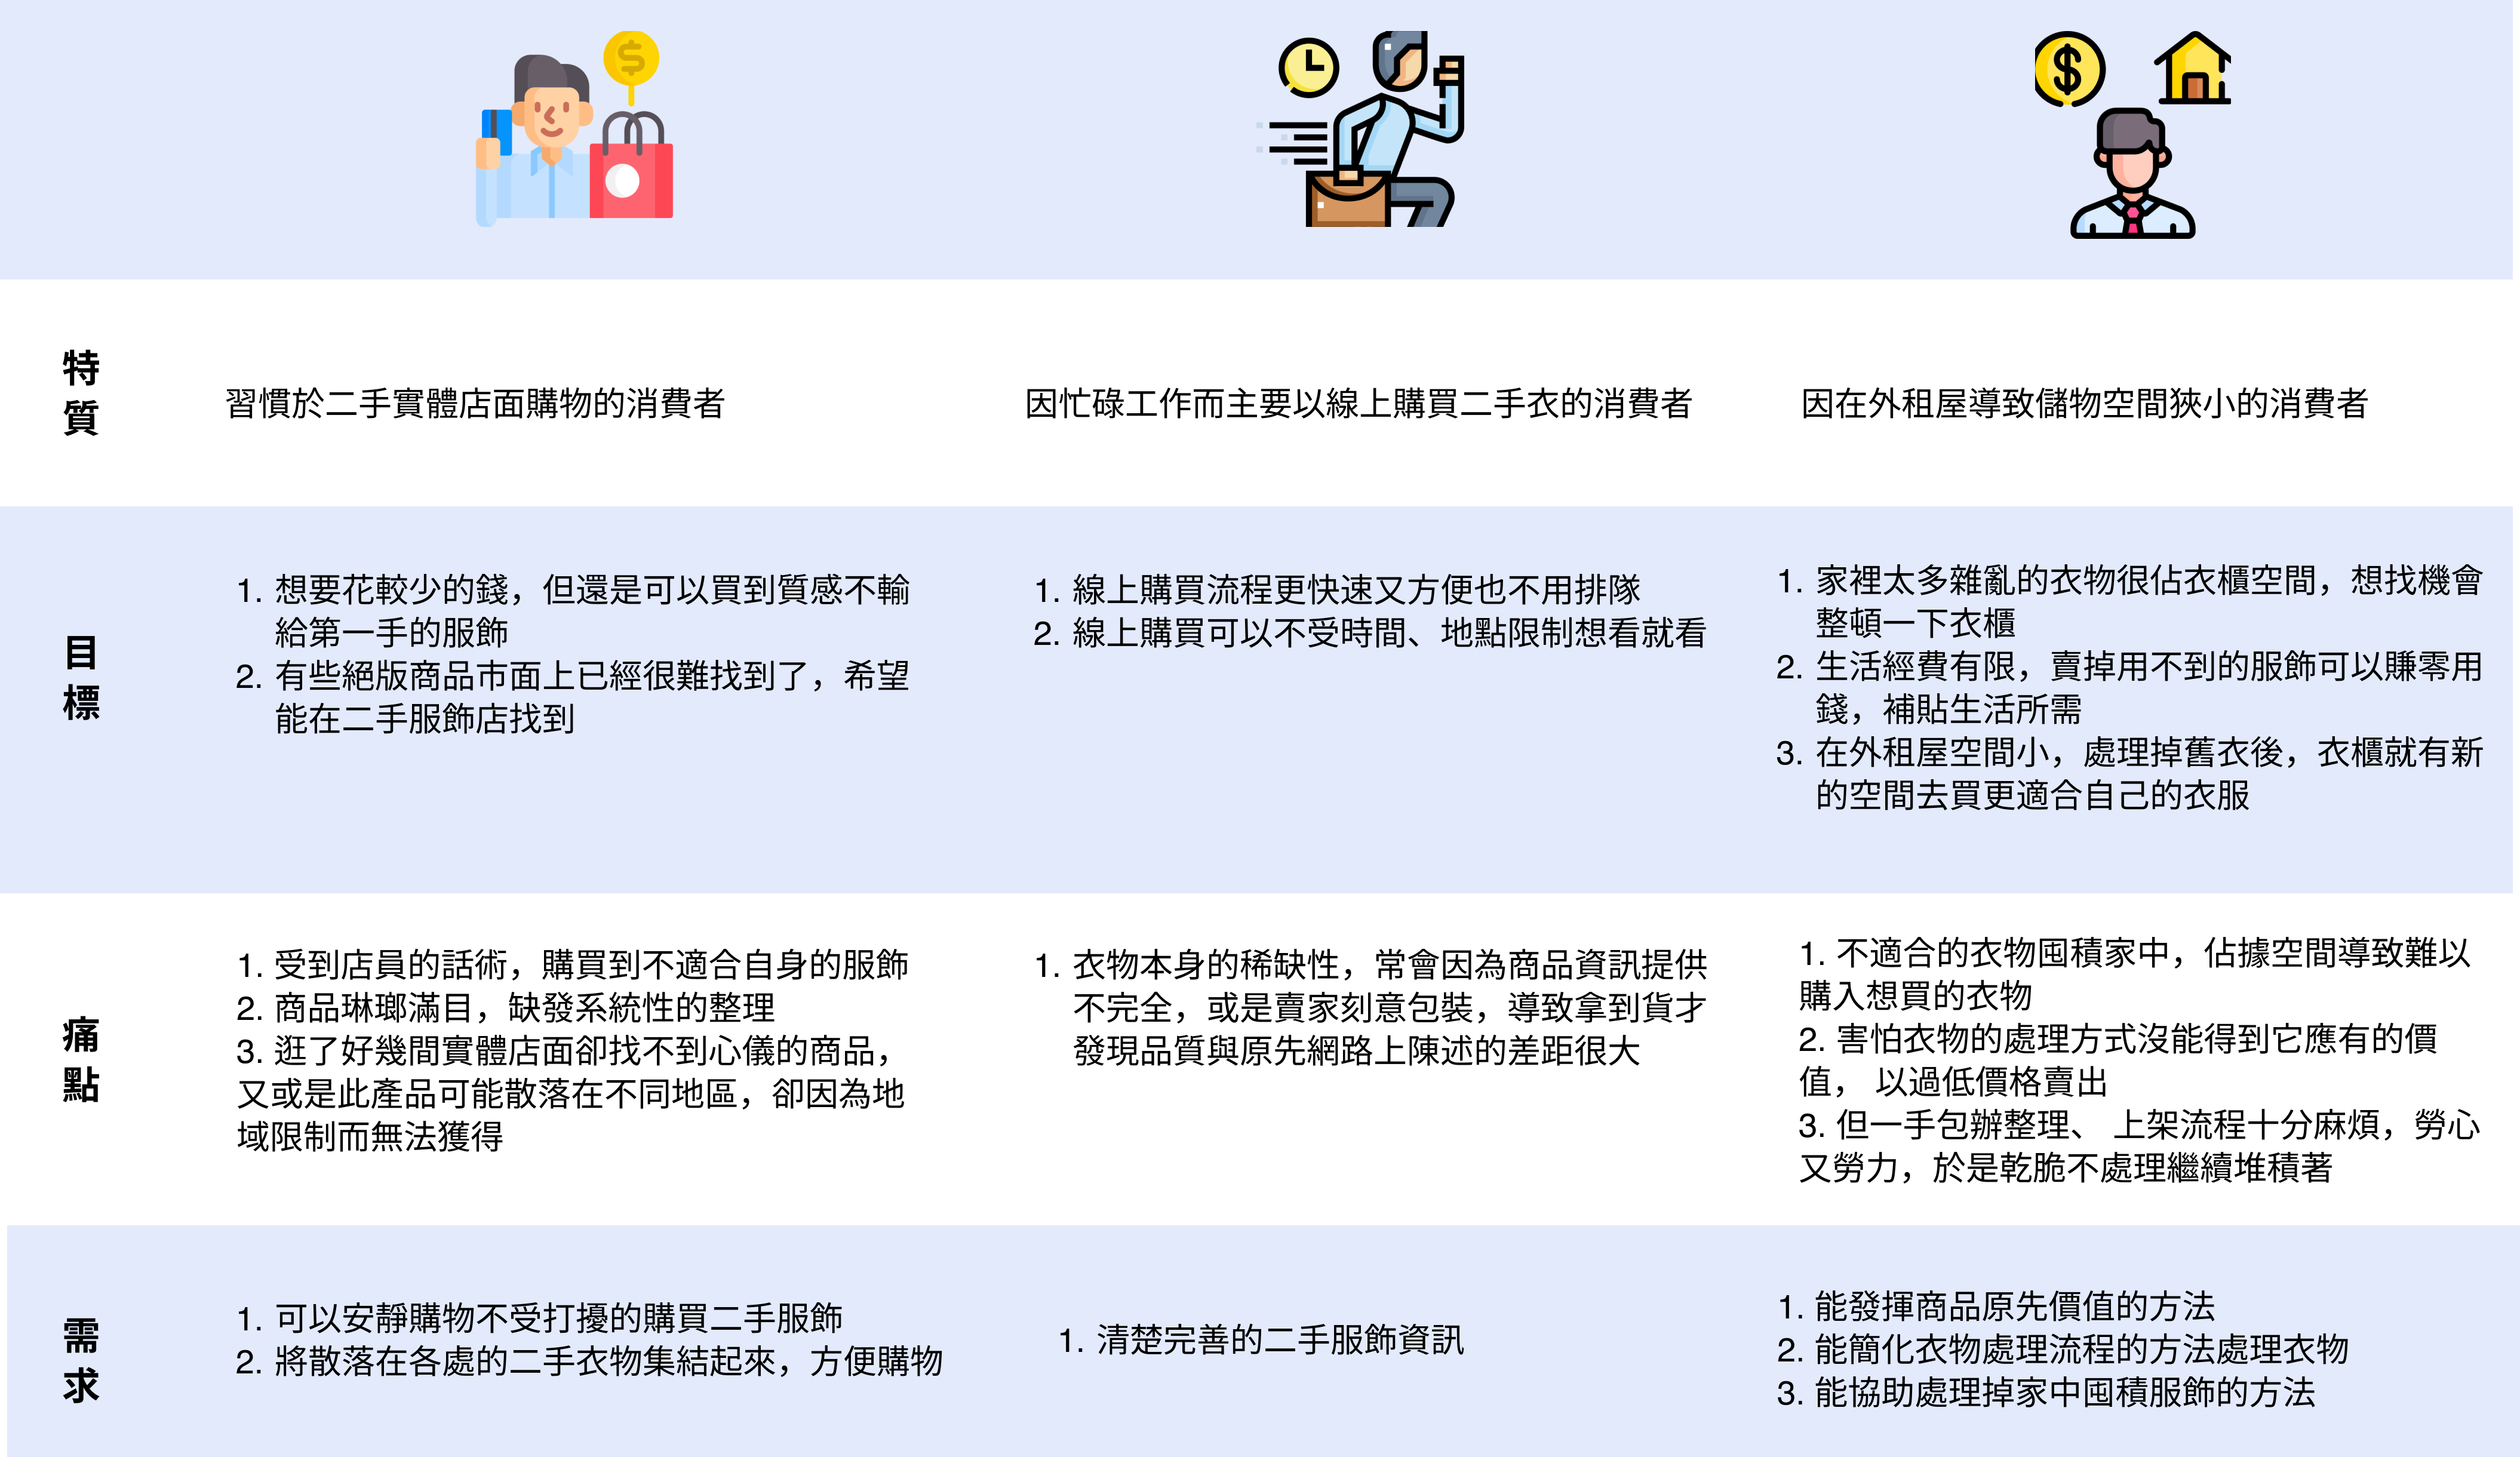 特
質
習慣於二手實體店面購物的消費者
因忙碌工作而主要以線上購買二手衣的消費者
因在外租屋導致儲物空間狹小的消費者
目
標
1. 想要花較少的錢，但還是可以買到質感不輸
給第一手的服飾
2. 有些絕版商品市面上已經很難找到了，希望
能在二手服飾店找到
1. 線上購買流程更快速又方便也不用排隊
2. 線上購買可以不受時間、地點限制想看就看
1. 家裡太多雜亂的衣物很佔衣櫃空間，想找機會
整頓一下衣櫃
2. 生活經費有限，賣掉用不到的服飾可以賺零用
錢，補貼生活所需
3. 在外租屋空間小，處理掉舊衣後，衣櫃就有新
的空間去買更適合自己的衣服
痛
點
1. 受到店員的話術，購買到不適合自身的服飾
2. 商品琳瑯滿目，缺發系統性的整理
3. 逛了好幾間實體店面卻找不到心儀的商品，
又或是此產品可能散落在不同地區，卻因為地
域限制而無法獲得
1. 衣物本身的稀缺性，常會因為商品資訊提供
不完全，或是賣家刻意包裝，導致拿到貨才
發現品質與原先網路上陳述的差距很大
1. 不適合的衣物囤積家中，佔據空間導致難以
購入想買的衣物
2. 害怕衣物的處理方式沒能得到它應有的價
值， 以過低價格賣出
3. 但一手包辦整理、 上架流程十分麻煩，勞心
又勞力，於是乾脆不處理繼續堆積著
需
求
1. 可以安靜購物不受打擾的購買二手服飾
2. 將散落在各處的二手衣物集結起來，方便購物
1. 清楚完善的二手服飾資訊
1. 能發揮商品原先價值的方法
2. 能簡化衣物處理流程的方法處理衣物
3. 能協助處理掉家中囤積服飾的方法